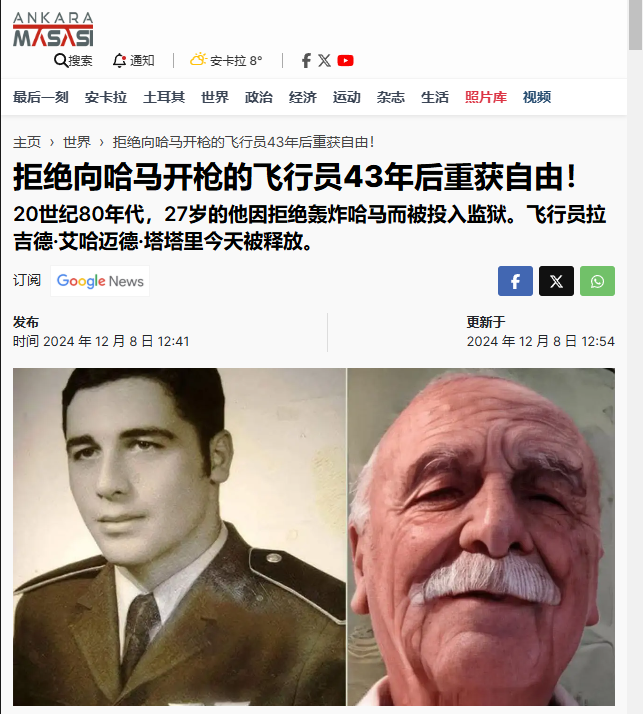 ANKARA
MASASI
搜索 通知 安卡拉 8°
最后一刻 安卡拉 土耳其 世界 政治 经济 运动 杂志 生活 照片库 视频
主页 › 世界 › 拒绝向哈马开枪的飞行员43年后重获自由！
拒绝向哈马开枪的飞行员43年后重获自由！
20世纪80年代，27岁的他因拒绝轰炸哈马而被投入监狱。飞行员拉
吉德·艾哈迈德·塔塔里今天被释放。
订阅 Google News
发布 更新于
时间 2024 年 12 月 8 日 12:41 2024 年 12 月 8 日 12:54